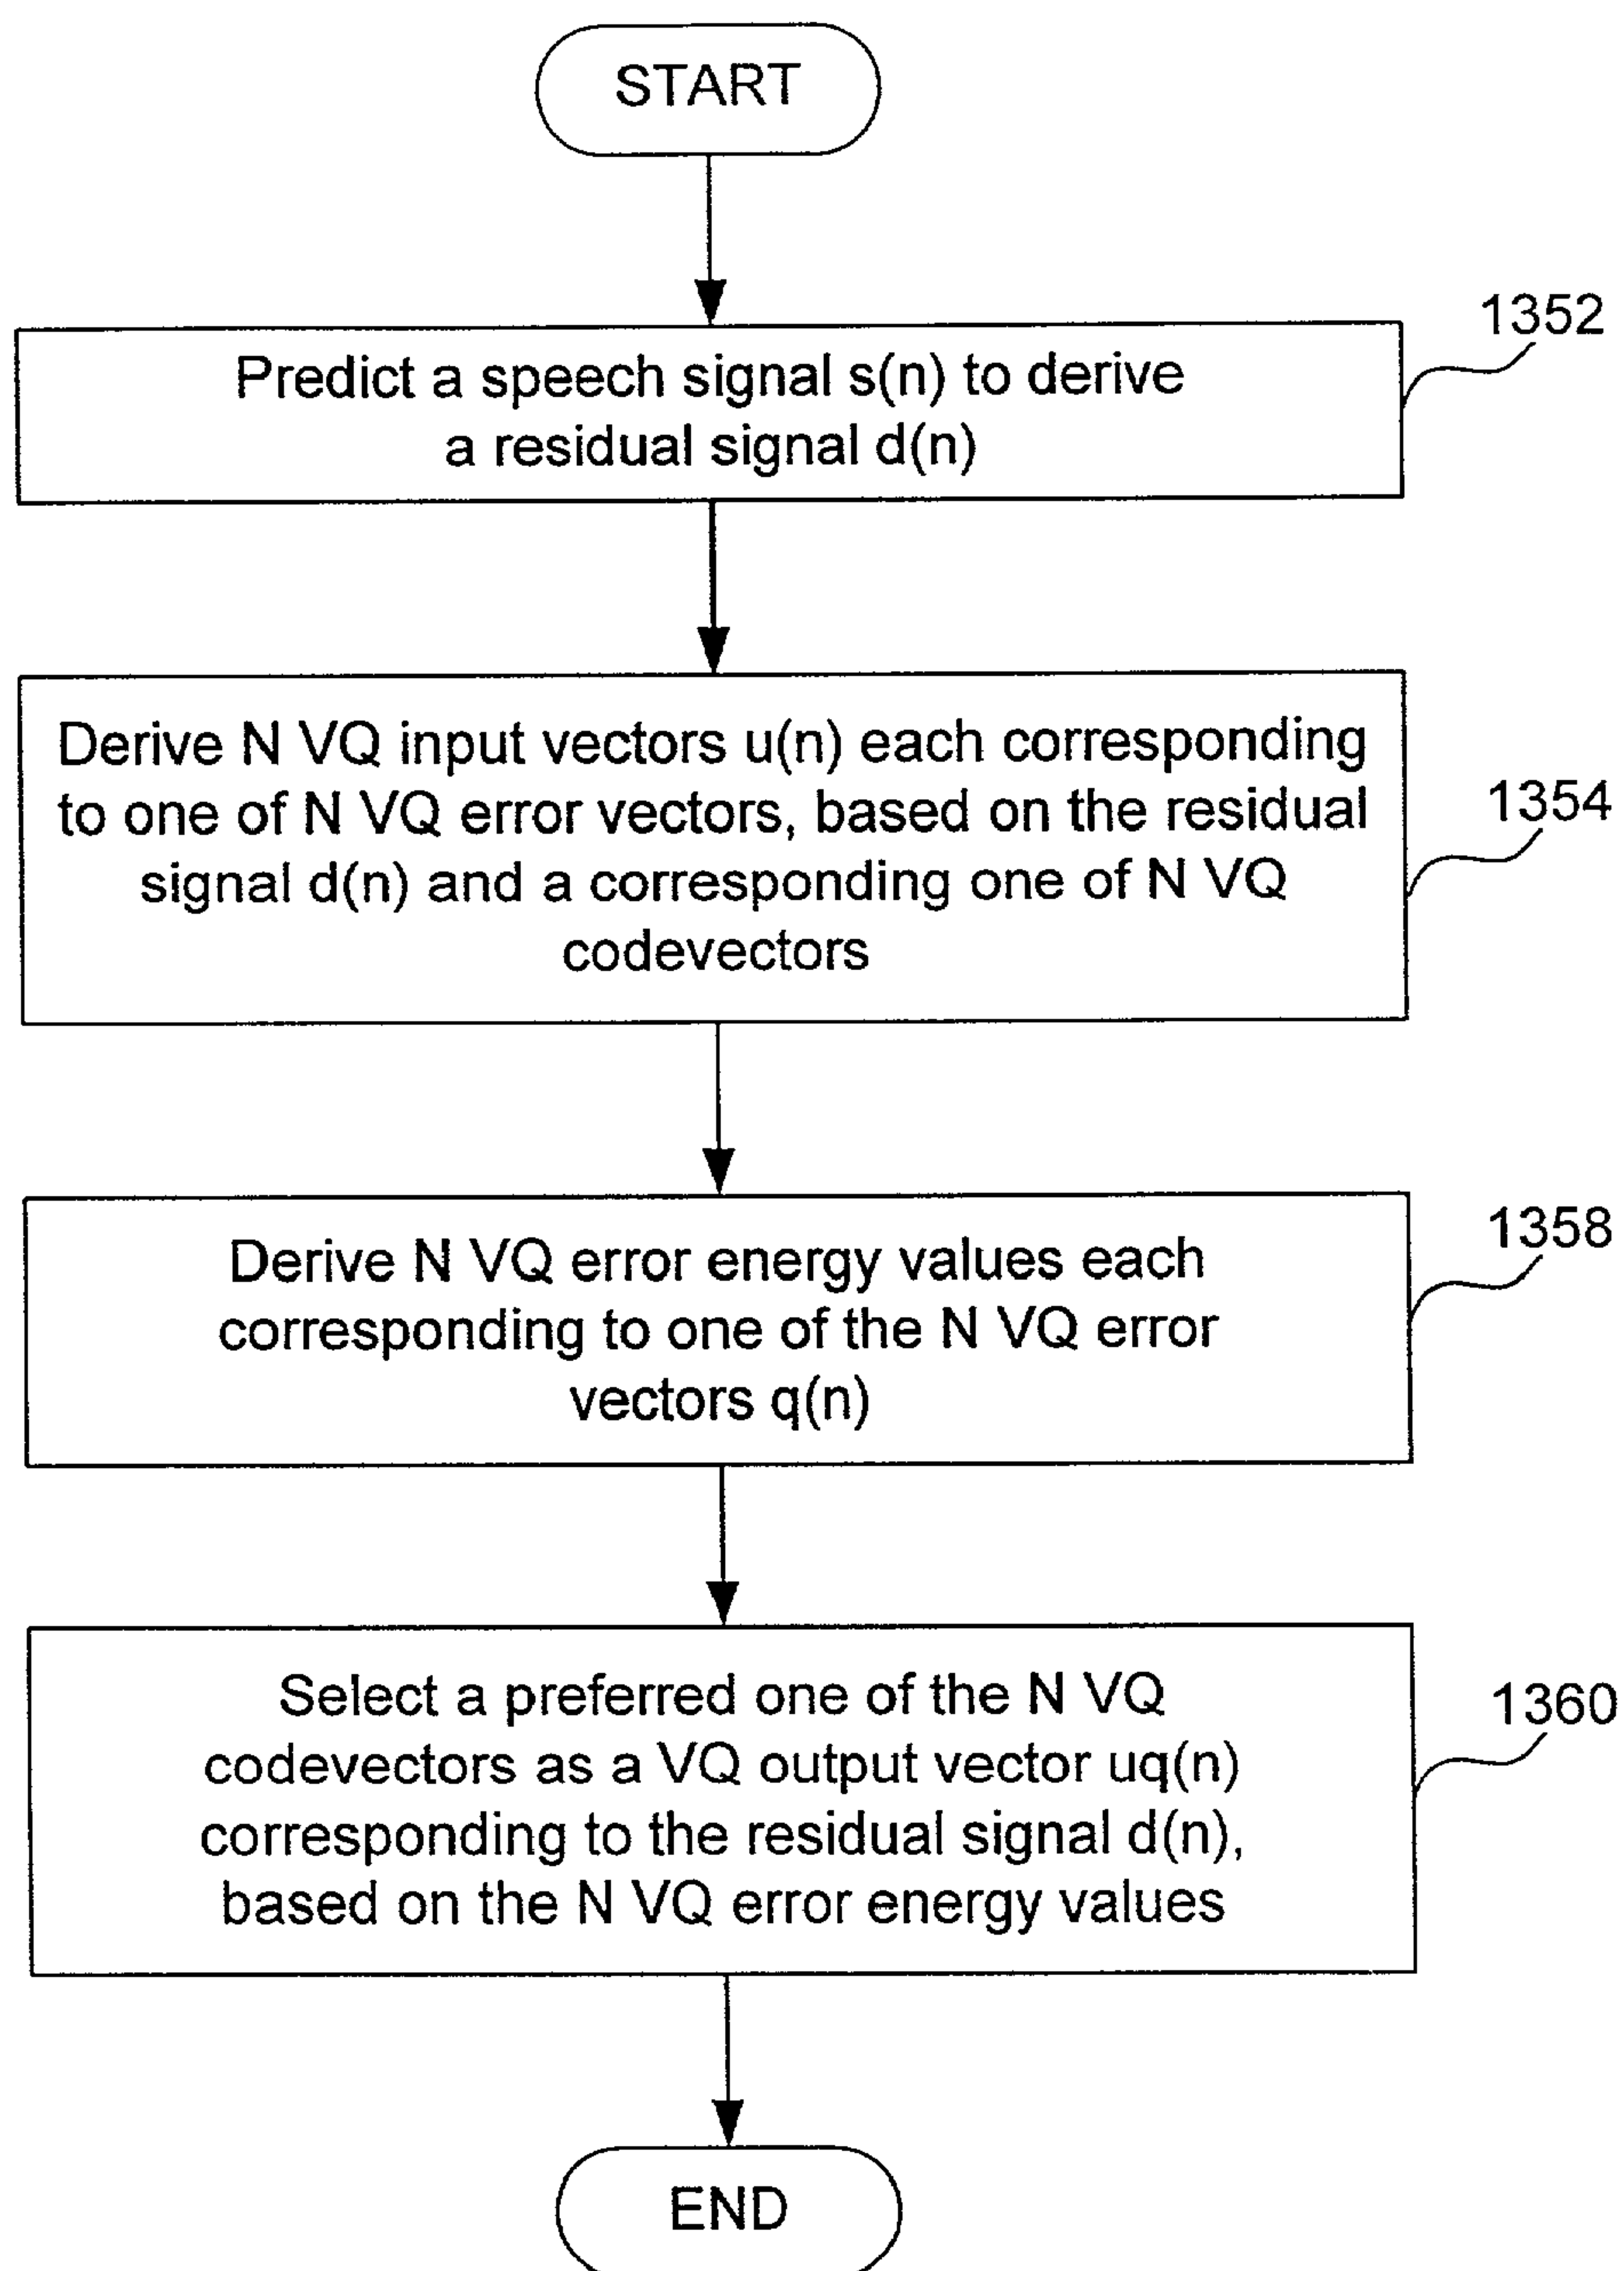 START
1352
Predict a speech signal s(n) to derive
a residual signal d(n)
Derive N VQ input vectors u(n) each corresponding
to one of N VQ error vectors, based on the residual
signal d(n) and a corresponding one of N VQ
codevectors
1354
Derive N VQ error energy values each
corresponding to one of the N VQ error
vectors q(n)
1358
Select a preferred one of the N VQ
codevectors as a VQ output vector uq(n)
corresponding to the residual signal d(n),
based on the N VQ error energy values
1360
END